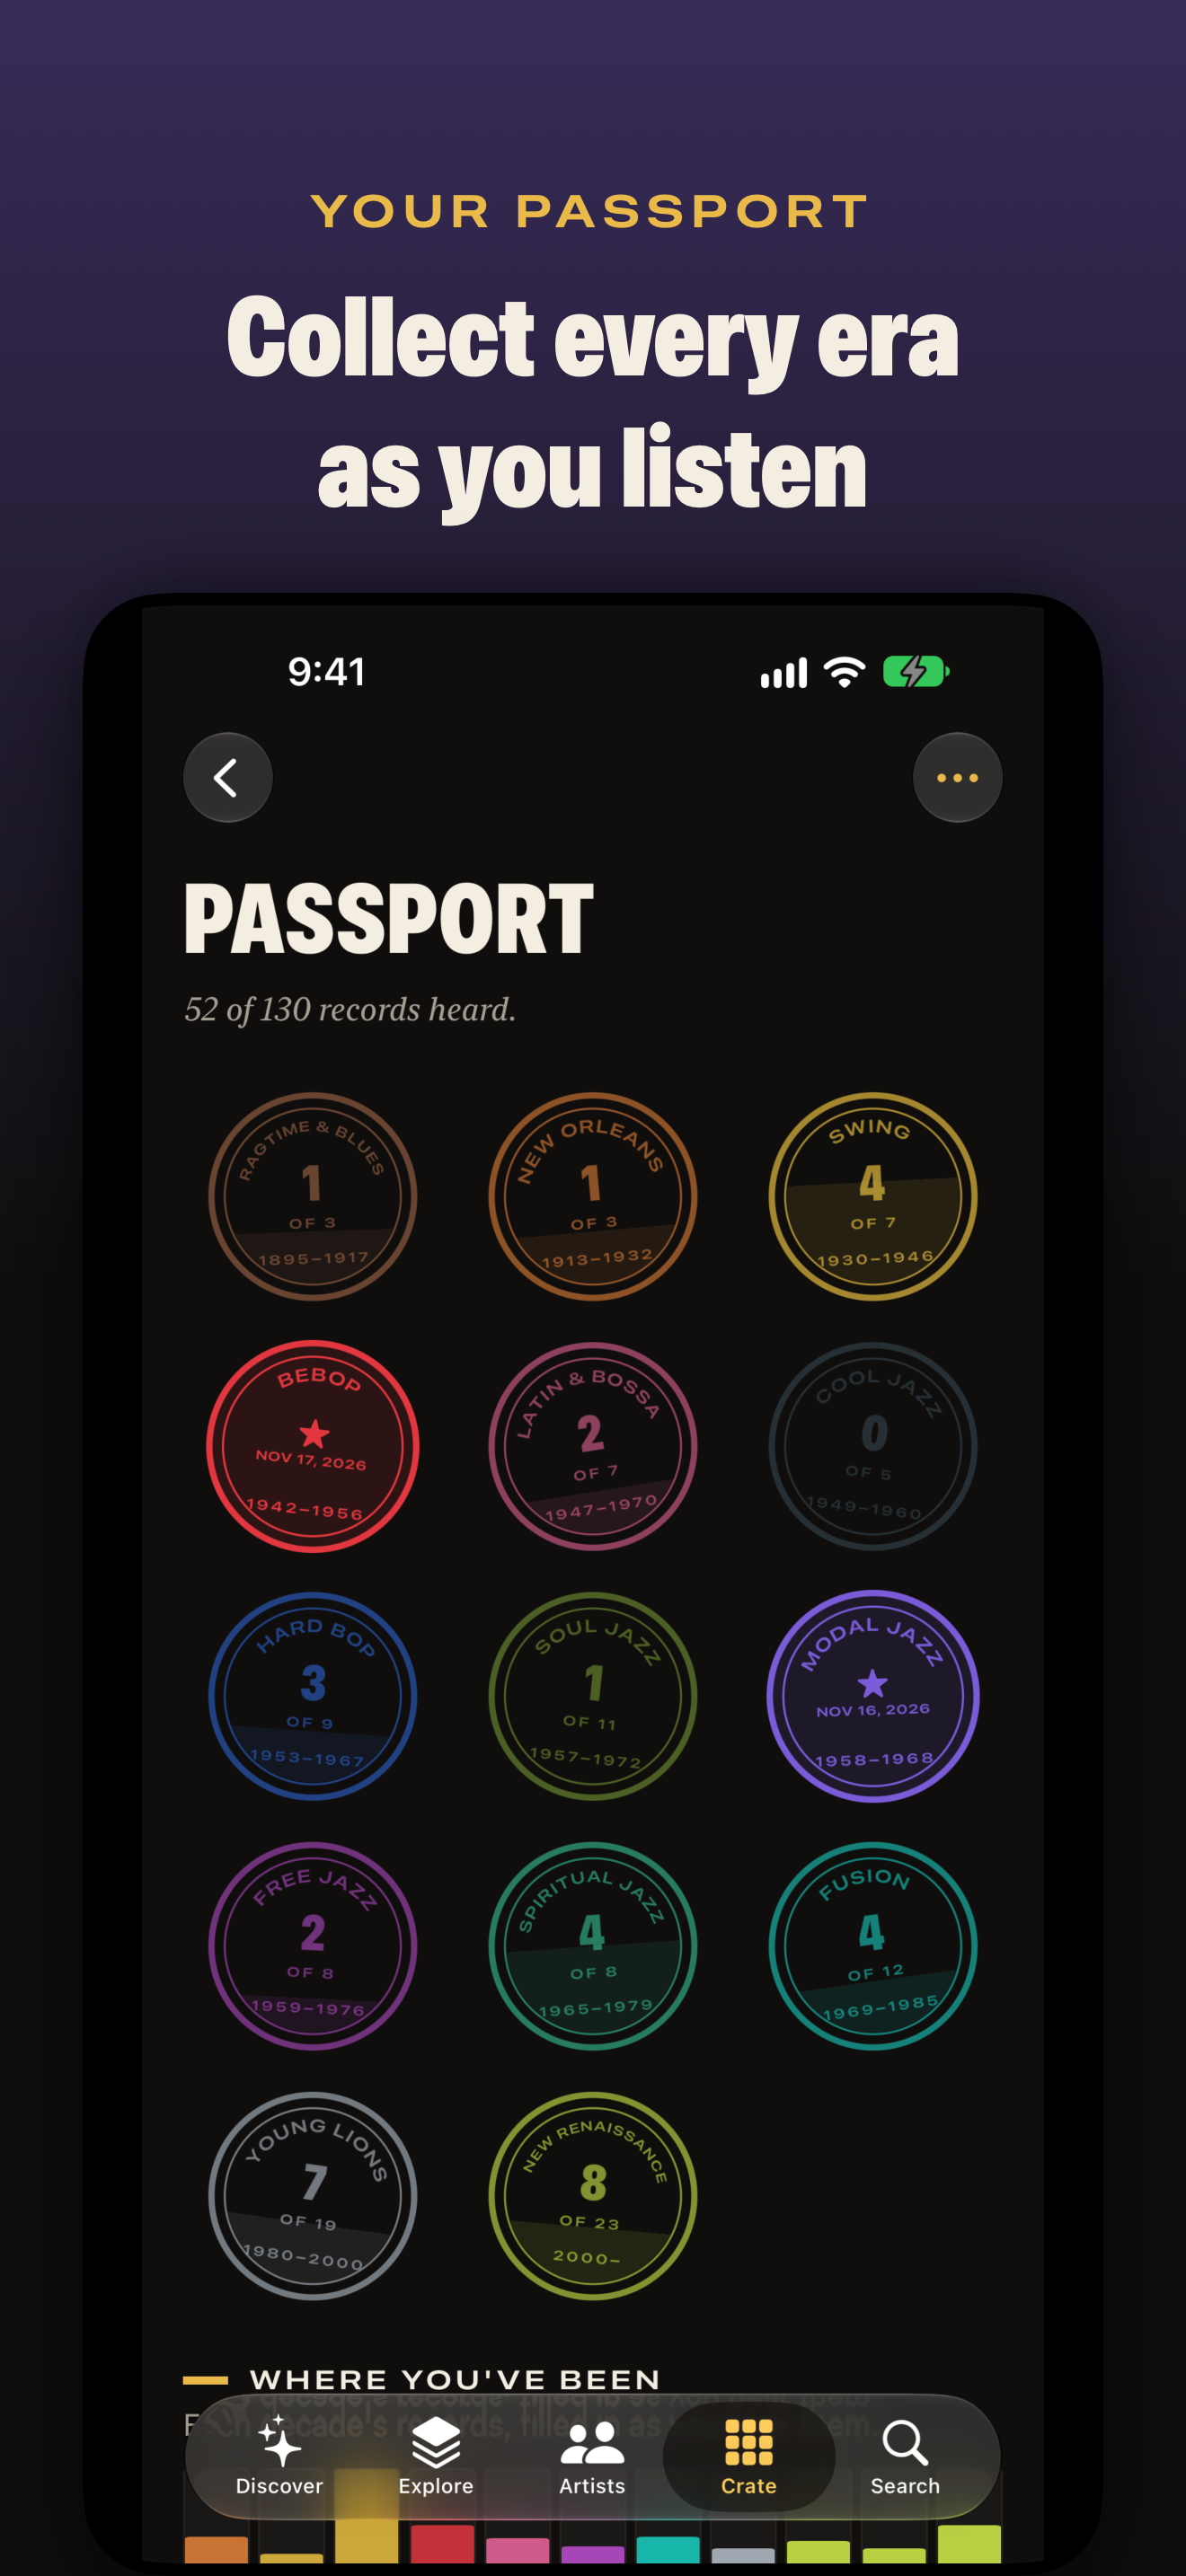 YOUR PASSPORT
Collect every era
as you listen
9:41
PASSPORT
52 of 130 records heard.
RAGTIME & BLUES
1
OF 3
1895–1917
NEW ORLEANS
1
OF 3
1913–1932
SWING
4
OF 7
1930–1946
BEBOP
NOV 17, 2026
1942–1956
LATIN & BOSSA
2
OF 7
1947–1970
COOL JAZZ
0
OF 5
1949–1960
HARD BOP
3
OF 9
1953–1967
SOUL JAZZ
1
OF 11
1957–1972
MODAL JAZZ
NOV 16, 2026
1958–1968
FREE JAZZ
2
OF 8
1959–1976
SPIRITUAL JAZZ
4
OF 8
1965–1979
FUSION
4
OF 12
1969–1985
YOUNG LIONS
7
OF 19
1980–2000
NEW RENAISSANCE
8
OF 23
2000–
WHERE YOU'VE BEEN
decade's records, filled in as
Discover
Explore
Artists
Crate
Search